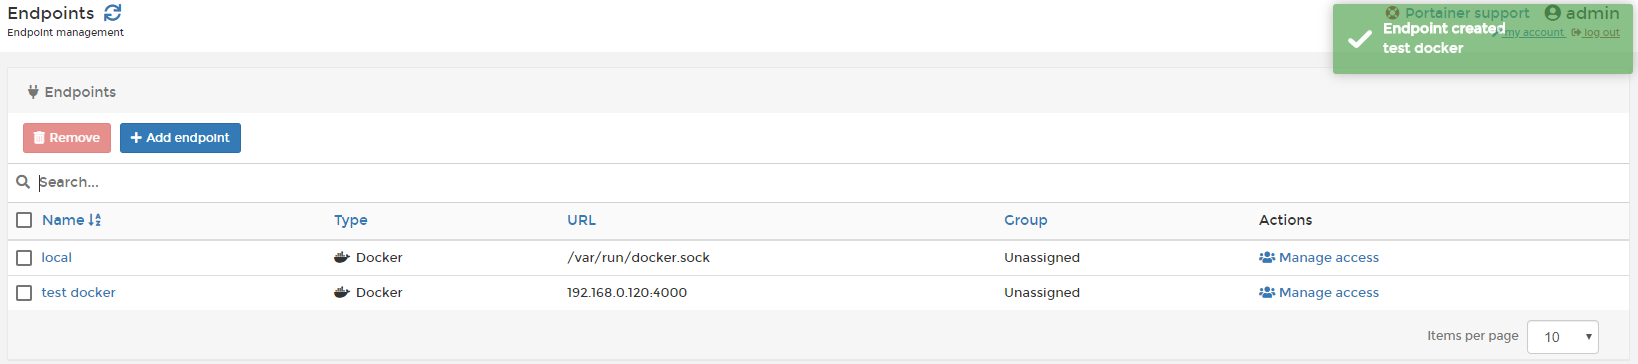 Endpoints
Endpoint management
Portainer support admin
my account log out
Endpoint created
test docker
Endpoints
Remove Add endpoint
Search...
Name Type URL Group Actions
local Docker /var/run/docker.sock Unassigned Manage access
test docker Docker 192.168.0.120:4000 Unassigned Manage access
Items per page 10